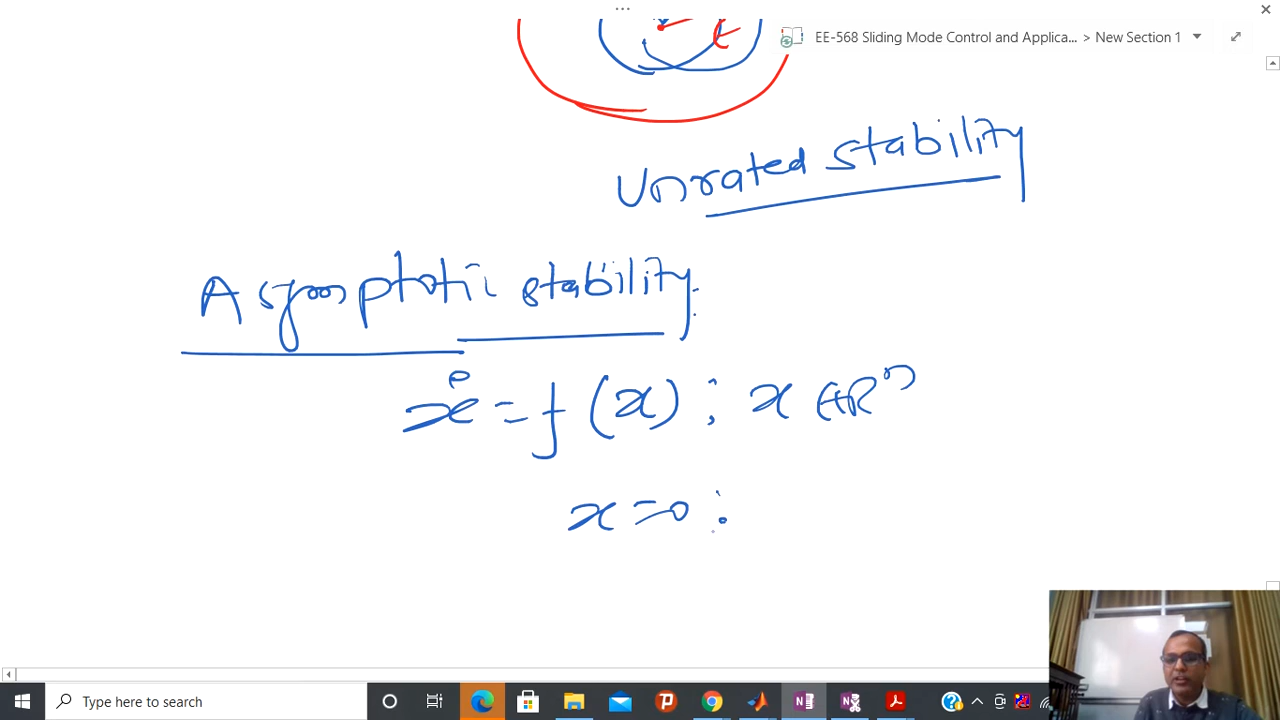 EE-568 Sliding Mode Control and Applica... > New Section 1
Unrated stability
Asymptotic stability:
ẋ = f(x); x ∈ ℝⁿ
x = 0 :
Type here to search